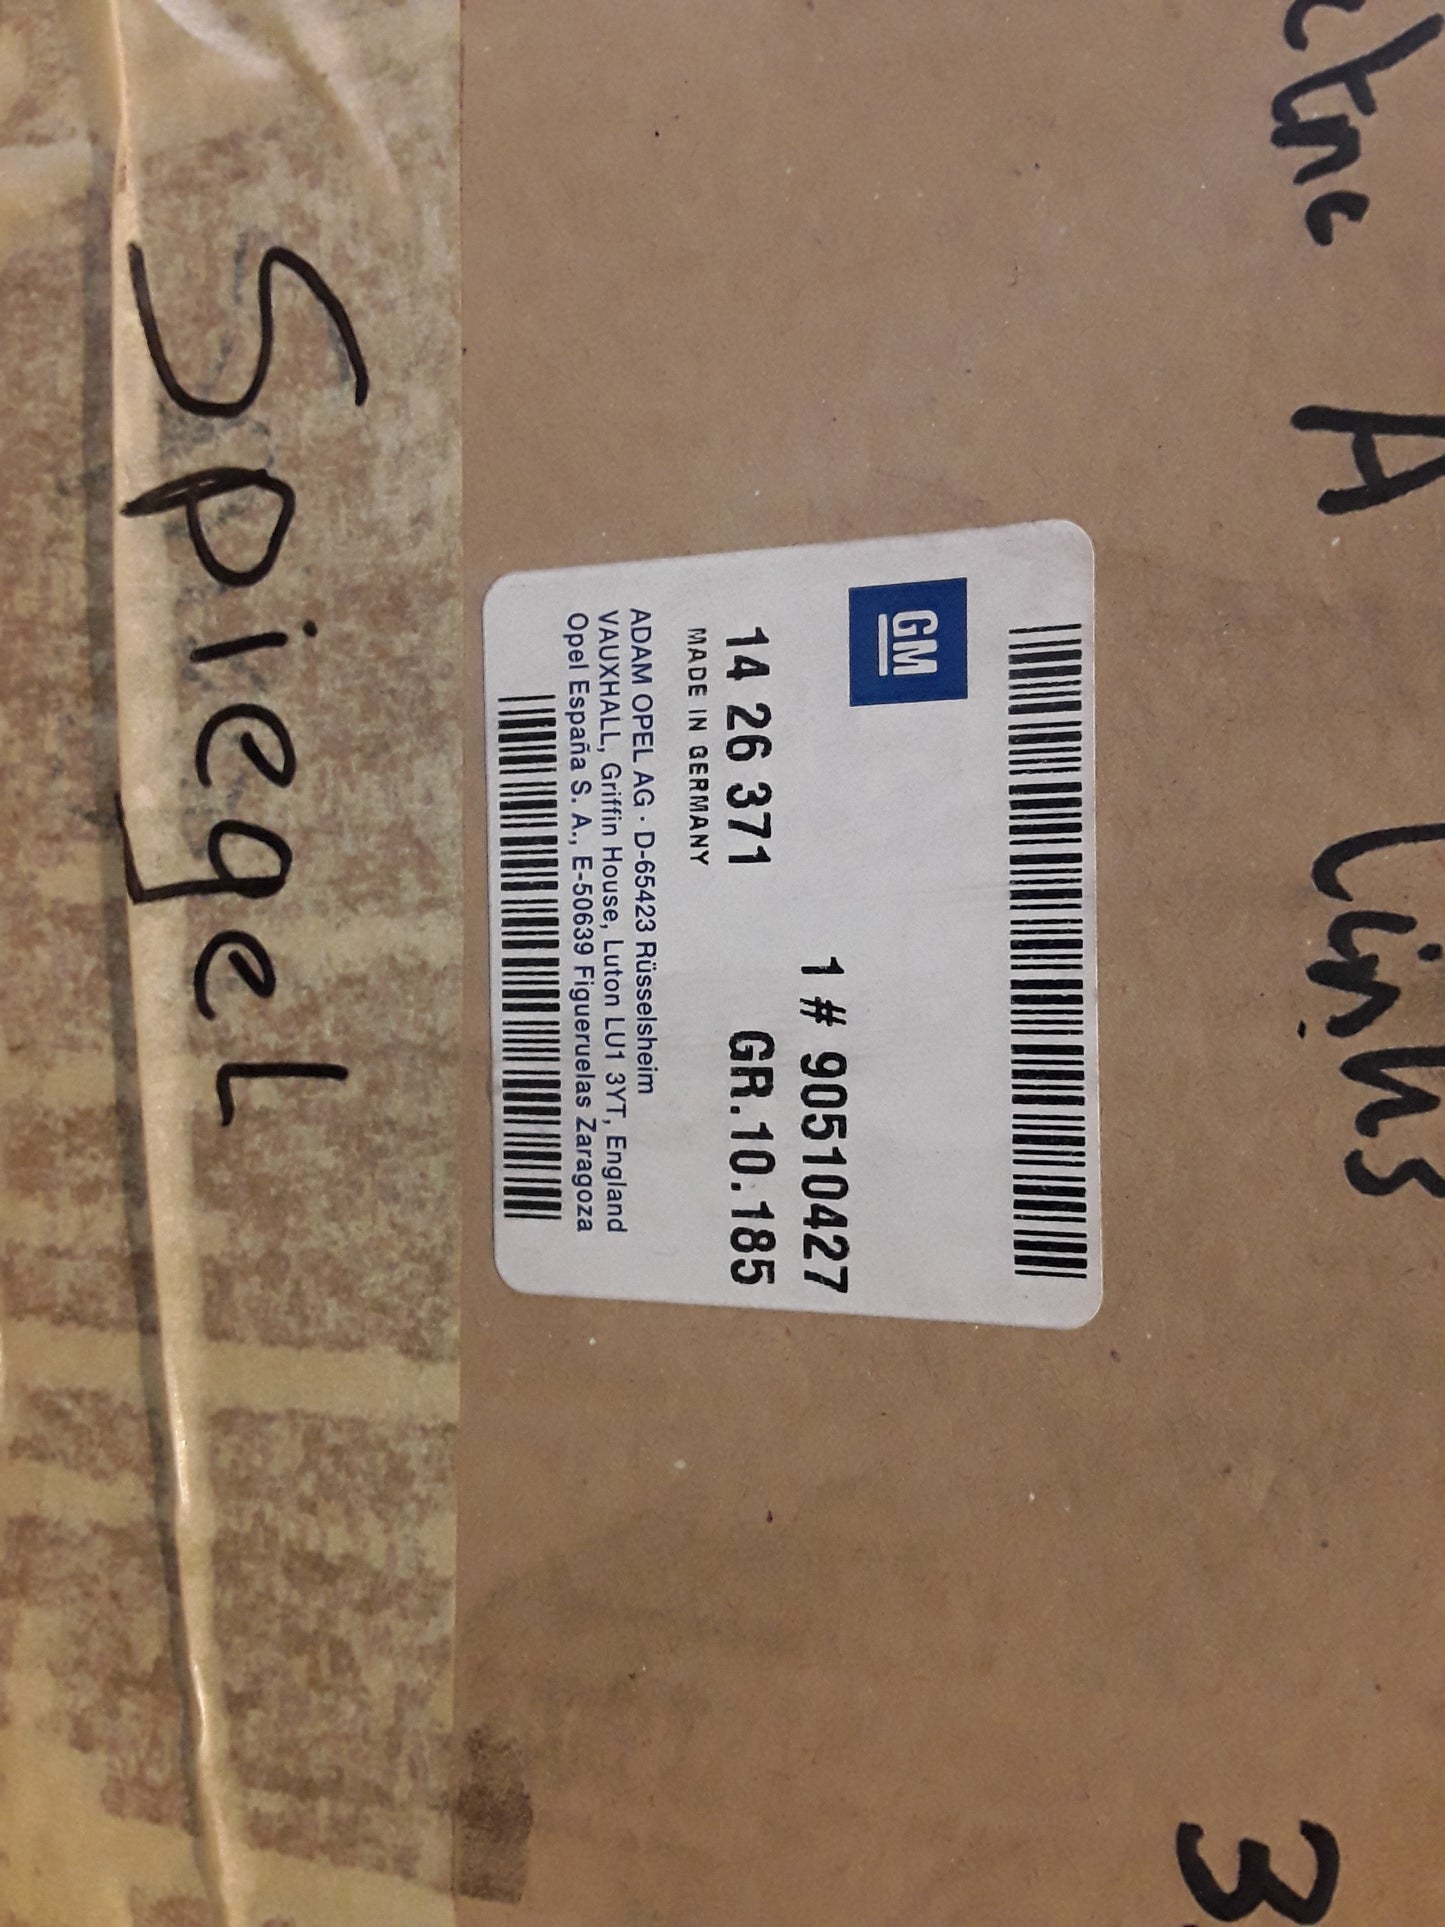 A Links
3
GM
1 # 90510427
14 26 371 GR.10.185
MADE IN GERMANY
ADAM OPEL AG · D-65423 Rüsselsheim
VAUXHALL, Griffin House, Luton LU1 3YT, England
Opel España S. A., E-50639 Figueruelas Zaragoza
Spiegel